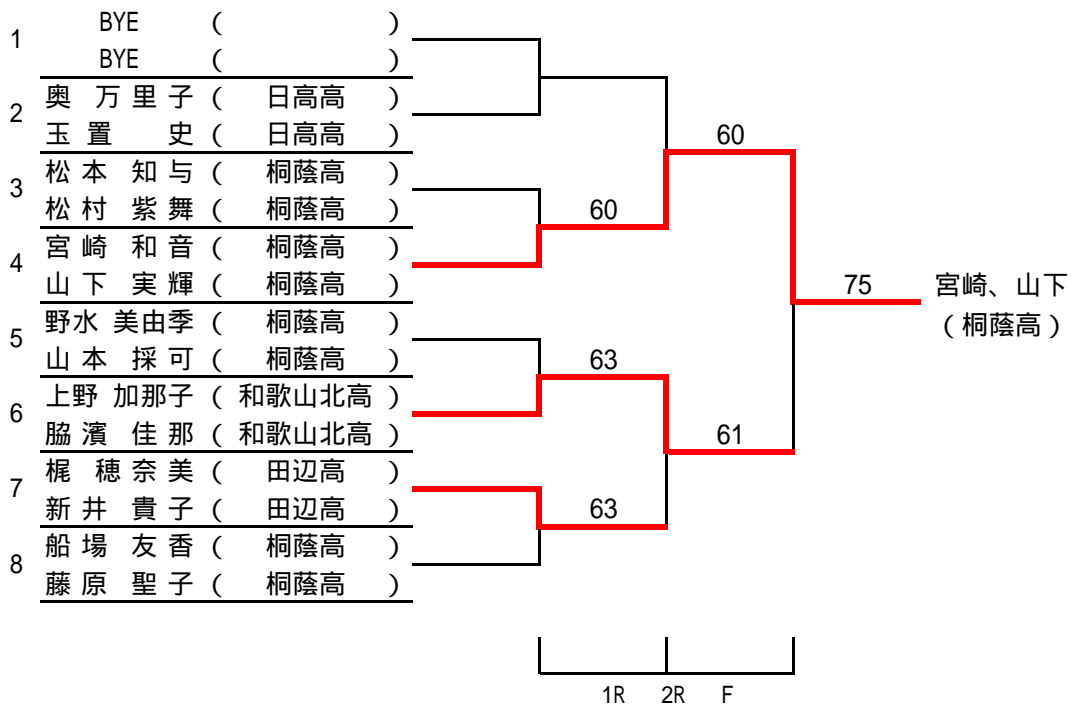 1
BYE ( )
BYE ( )
2
奥 万里子 ( 日高高 )
玉置 史 ( 日高高 )
3
松本 知与 ( 桐蔭高 )
松村 紫舞 ( 桐蔭高 )
4
宮崎 和音 ( 桐蔭高 )
山下 実輝 ( 桐蔭高 )
5
野水 美由季 ( 桐蔭高 )
山本 採可 ( 桐蔭高 )
6
上野 加那子 ( 和歌山北高 )
脇濱 佳那 ( 和歌山北高 )
7
梶 穂奈美 ( 田辺高 )
新井 貴子 ( 田辺高 )
8
船場 友香 ( 桐蔭高 )
藤原 聖子 ( 桐蔭高 )
60
63
63
60
61
75
宮崎、山下
(桐蔭高)
1R 2R F